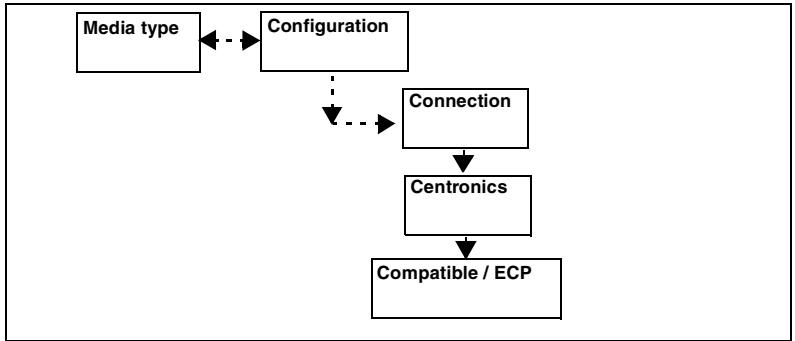 Media type
Configuration
Connection
Centronics
Compatible / ECP